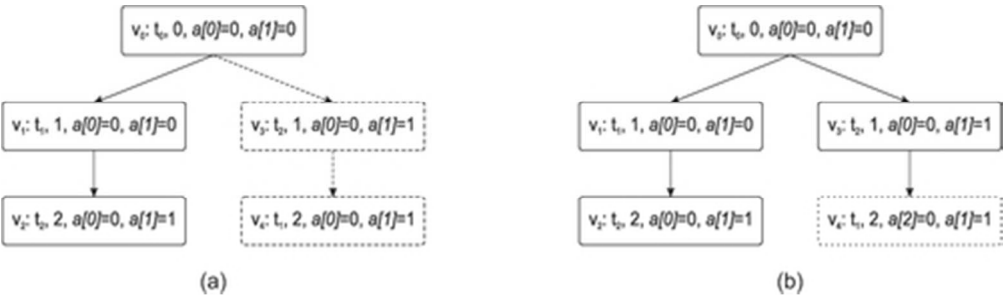 v₀: t₀, 0, a[0]=0, a[1]=0
v₁: t₁, 1, a[0]=0, a[1]=0
v₃: t₂, 1, a[0]=0, a[1]=1
v₂: t₂, 2, a[0]=0, a[1]=1
v₄: t₁, 2, a[0]=0, a[1]=1
(a)
v₀: t₀, 0, a[0]=0, a[1]=0
v₁: t₁, 1, a[0]=0, a[1]=0
v₃: t₂, 1, a[0]=0, a[1]=1
v₂: t₂, 2, a[0]=0, a[1]=1
v₄: t₁, 2, a[2]=0, a[1]=1
(b)